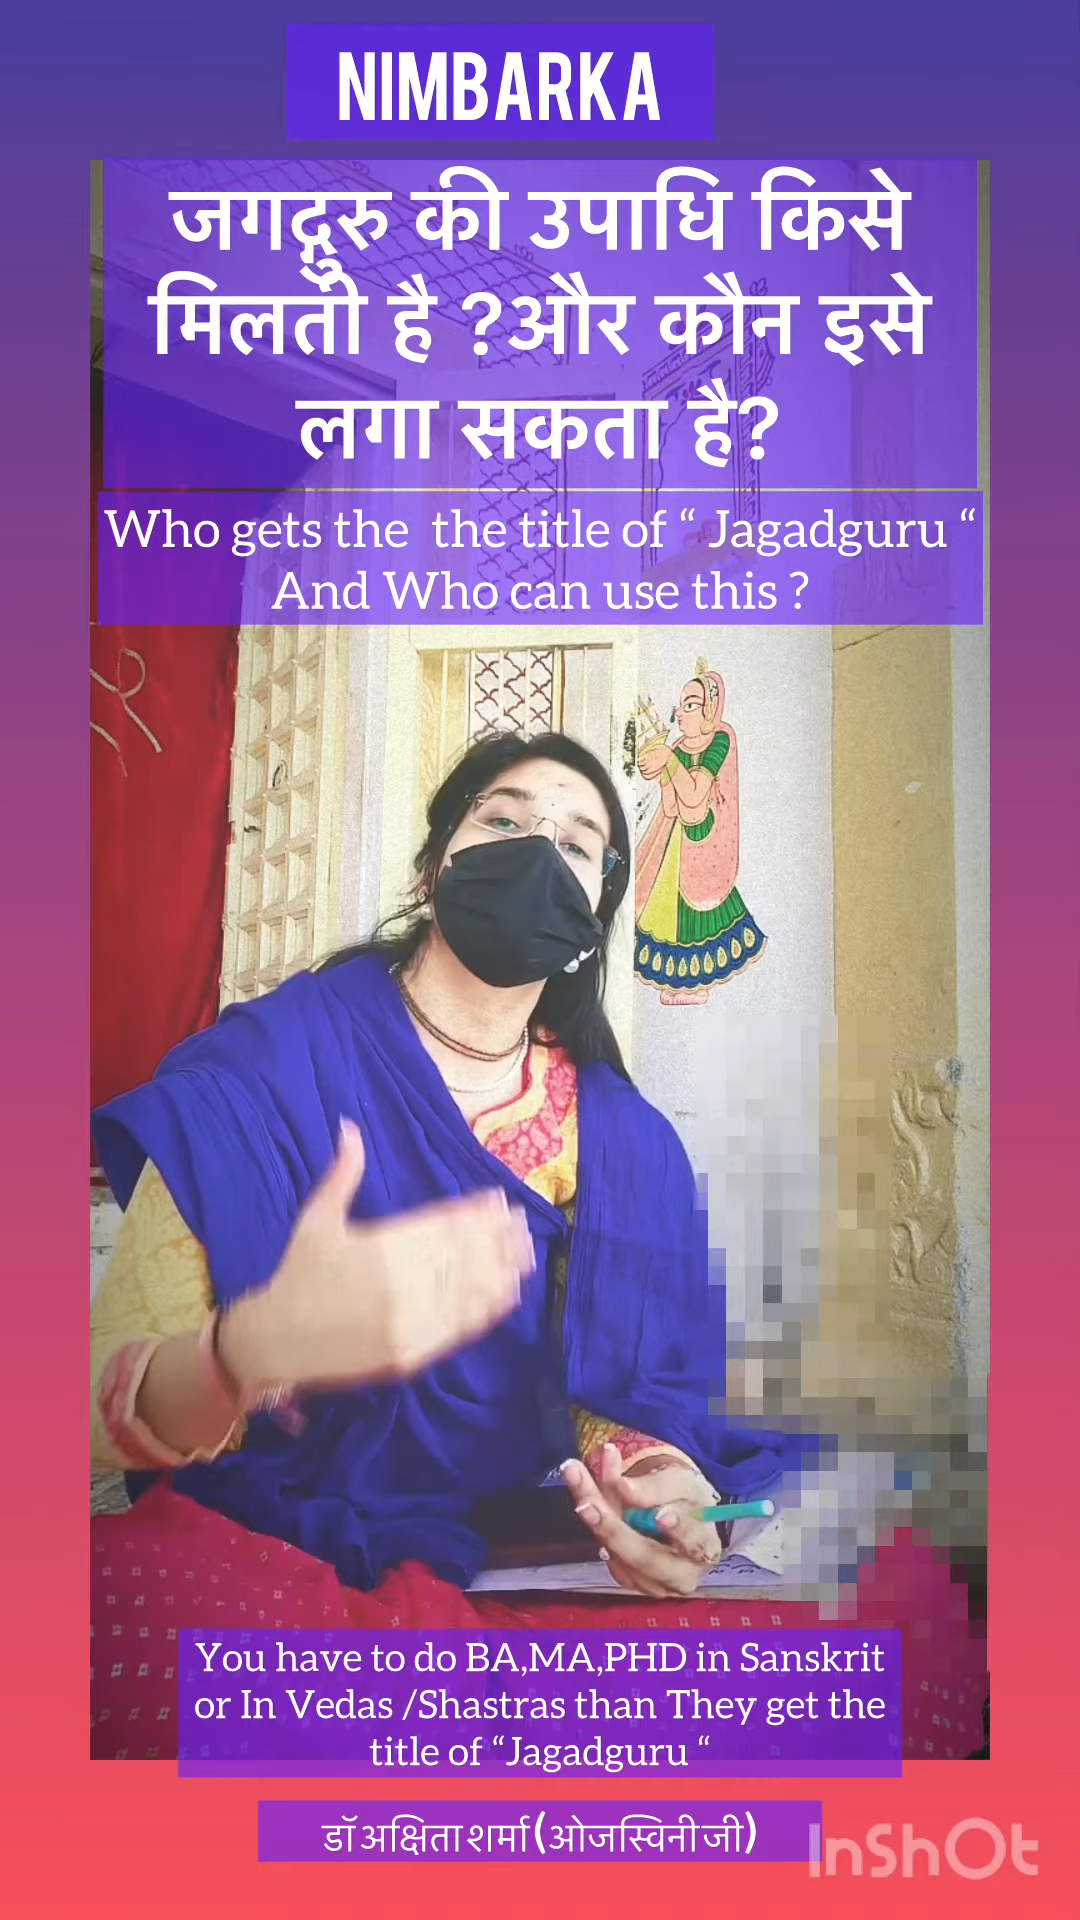 NIMBARKA
जगद्गुरु की उपाधि किसे
मिलती है ?और कौन इसे
लगा सकता है?
Who gets the the title of “ Jagadguru “
And Who can use this ?
You have to do BA,MA,PHD in Sanskrit
or In Vedas /Shastras than They get the
title of “Jagadguru “
डॉ अक्षिता शर्मा (ओजस्विनी जी)
InShOt